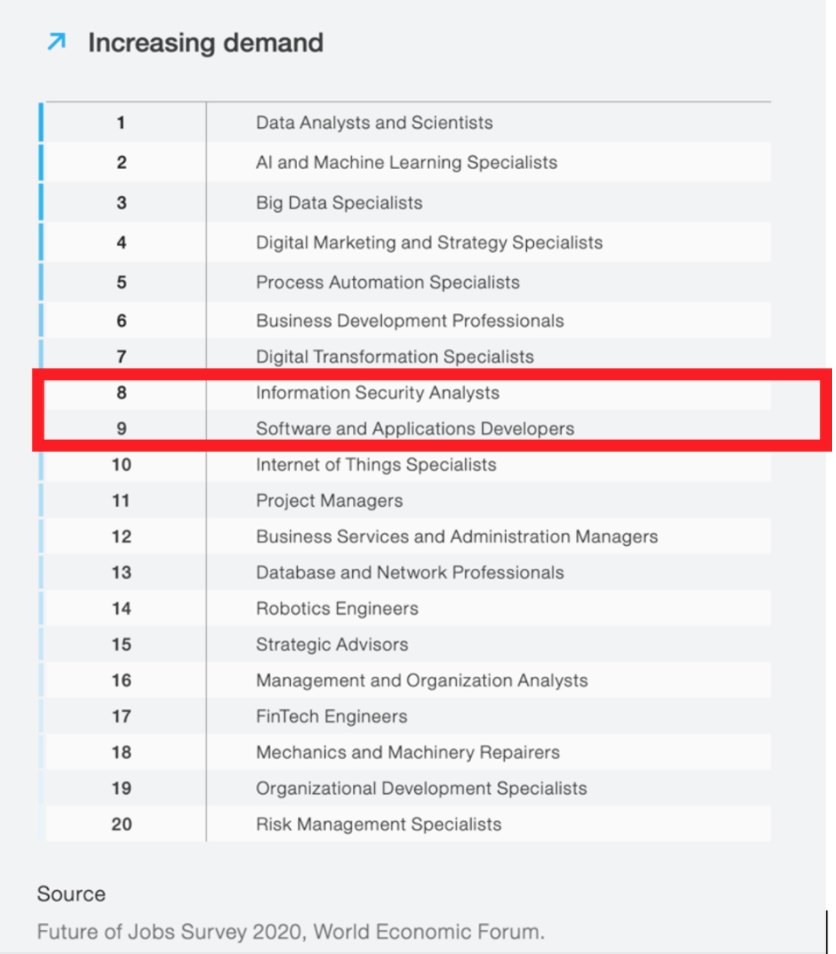 Increasing demand
1 Data Analysts and Scientists
2 AI and Machine Learning Specialists
3 Big Data Specialists
4 Digital Marketing and Strategy Specialists
5 Process Automation Specialists
6 Business Development Professionals
7 Digital Transformation Specialists
8 Information Security Analysts
9 Software and Applications Developers
10 Internet of Things Specialists
11 Project Managers
12 Business Services and Administration Managers
13 Database and Network Professionals
14 Robotics Engineers
15 Strategic Advisors
16 Management and Organization Analysts
17 FinTech Engineers
18 Mechanics and Machinery Repairers
19 Organizational Development Specialists
20 Risk Management Specialists
Source
Future of Jobs Survey 2020, World Economic Forum.